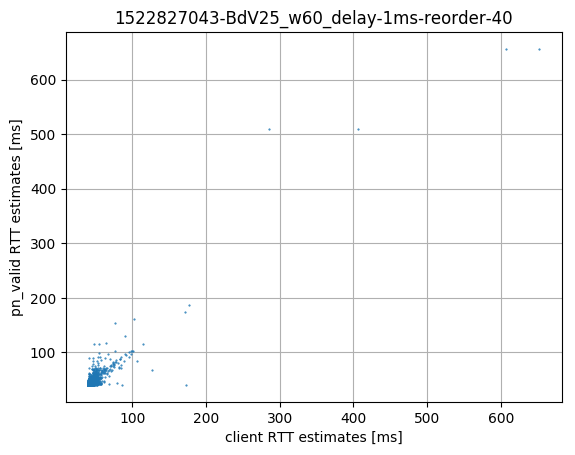 1522827043-BdV25_w60_delay-1ms-reorder-40
pn_valid RTT estimates [ms]
600
500
400
300
200
100
100 200 300 400 500 600
client RTT estimates [ms]